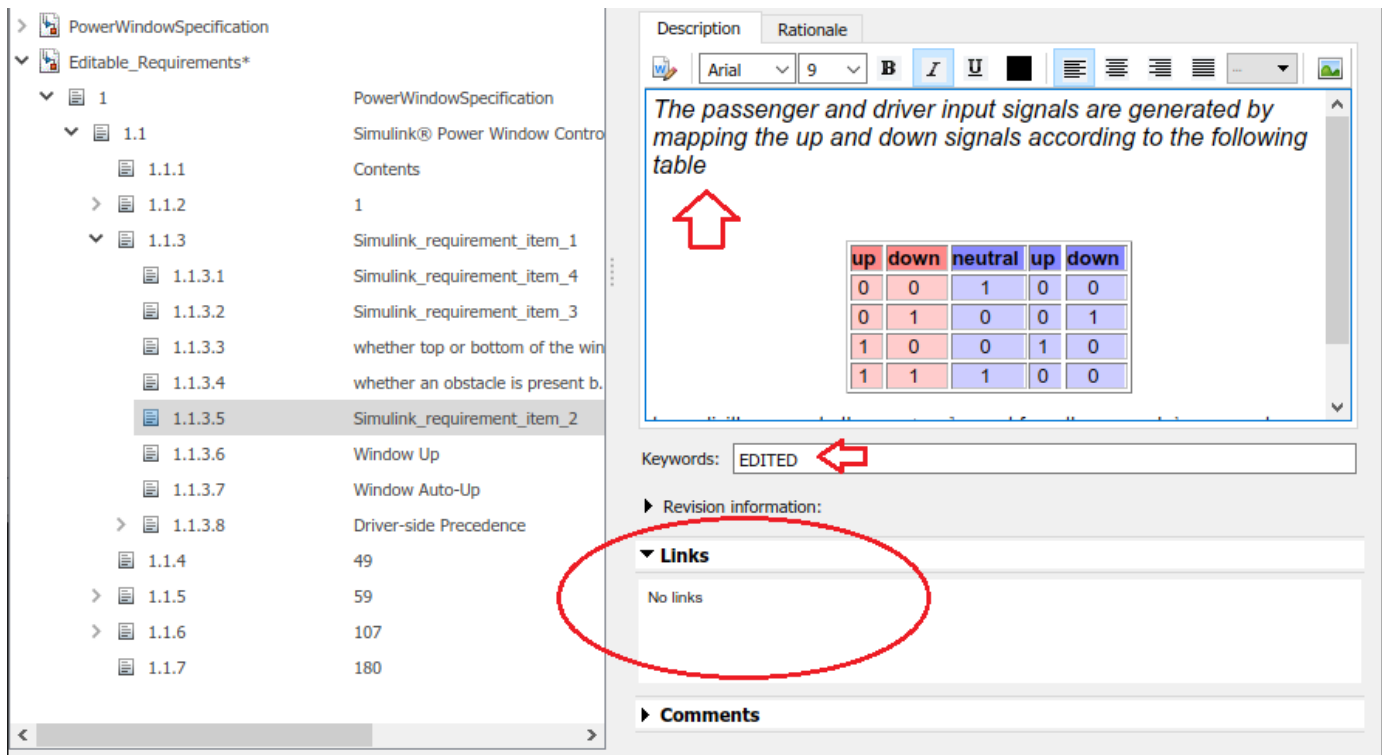 PowerWindowSpecification
Editable_Requirements*
1 PowerWindowSpecification
1.1 Simulink® Power Window Contro
1.1.1 Contents
1.1.2 1
1.1.3 Simulink_requirement_item_1
1.1.3.1 Simulink_requirement_item_4
1.1.3.2 Simulink_requirement_item_3
1.1.3.3 whether top or bottom of the win
1.1.3.4 whether an obstacle is present b.
1.1.3.5 Simulink_requirement_item_2
1.1.3.6 Window Up
1.1.3.7 Window Auto-Up
1.1.3.8 Driver-side Precedence
1.1.4 49
1.1.5 59
1.1.6 107
1.1.7 180
Description Rationale
Arial 9 B I U ...
The passenger and driver input signals are generated by
mapping the up and down signals according to the following
table
up down neutral up down
0 0 1 0 0
0 1 0 0 1
1 0 0 1 0
1 1 1 0 0
Keywords: EDITED
Revision information:
Links
No links
Comments